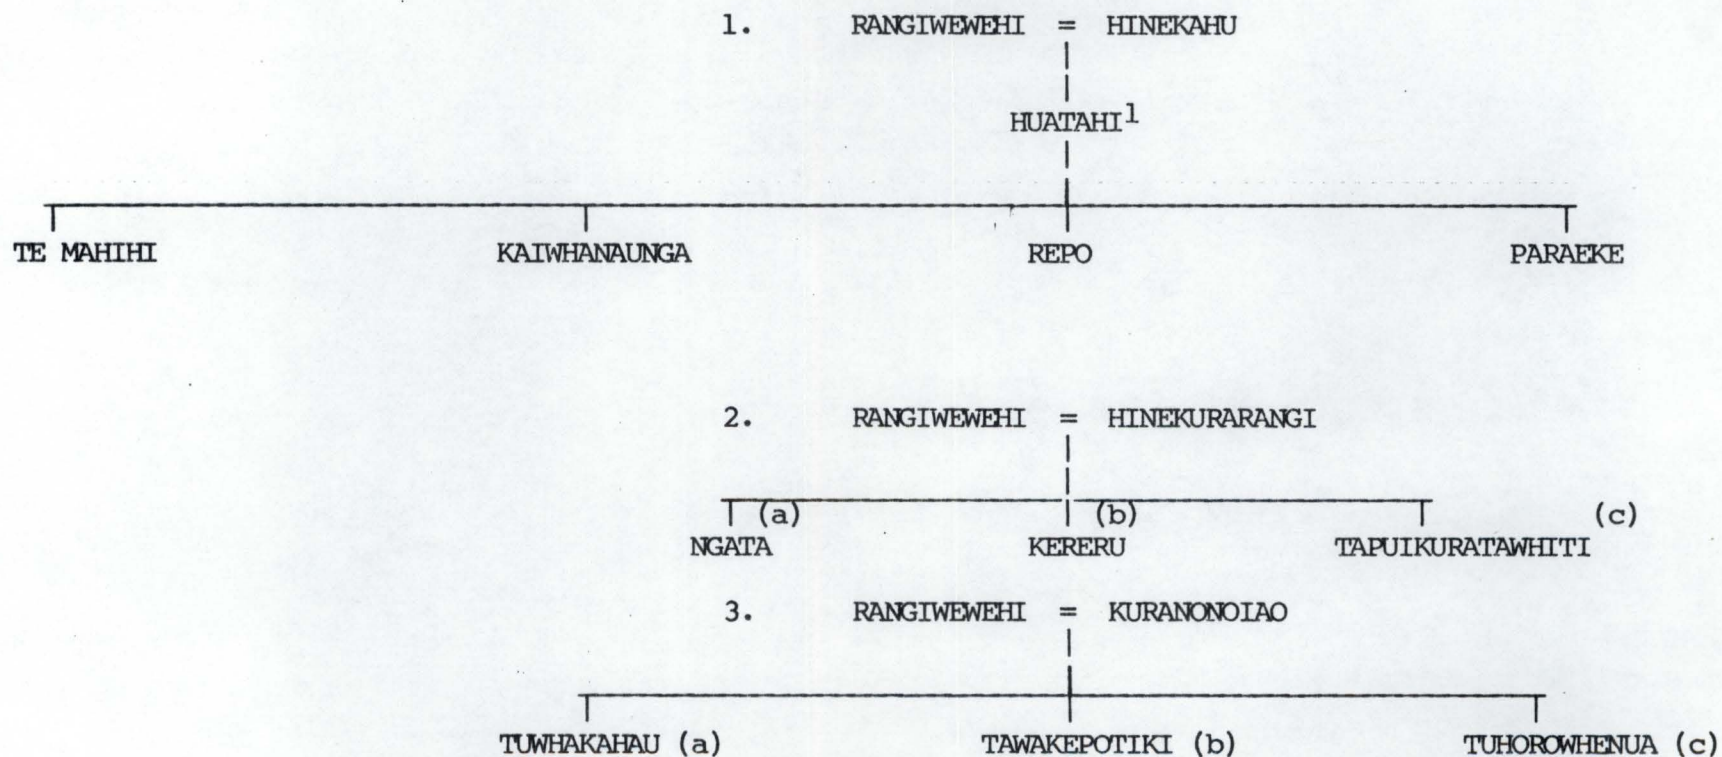 1. RANGIWEWEHI = HINEKAHU
HUATAHI¹
TE MAHIHI KAIWHANAUNGA REPO PARAEKE
2. RANGIWEWEHI = HINEKURARANGI
(a) (b) (c)
NGATA KERERU TAPUIKURATAWHITI
3. RANGIWEWEHI = KURANONOIAO
TUWHAKAHAU (a) TAWAKEPOTIKI (b) TUHOROWHENUA (c)